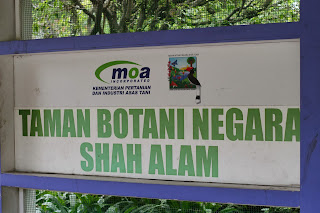 moa
INCORPORATED
KEMENTERIAN PERTANIAN
DAN INDUSTRI ASAS TANI
TAMAN BOTANI NEGARA
SHAH ALAM